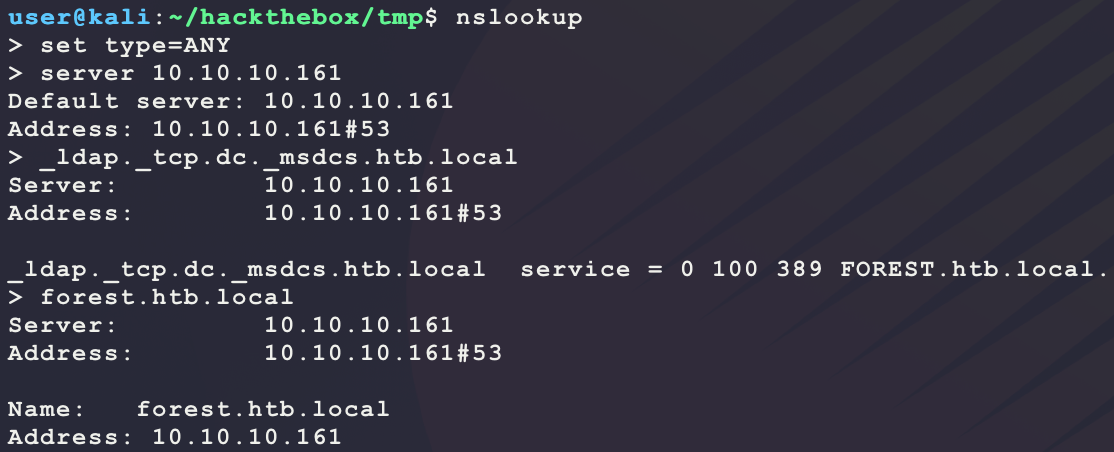 user@kali:~/hackthebox/tmp$ nslookup
> set type=ANY
> server 10.10.10.161
Default server: 10.10.10.161
Address: 10.10.10.161#53
> _ldap._tcp.dc._msdcs.htb.local
Server:         10.10.10.161
Address:        10.10.10.161#53

_ldap._tcp.dc._msdcs.htb.local  service = 0 100 389 FOREST.htb.local.
> forest.htb.local
Server:         10.10.10.161
Address:        10.10.10.161#53

Name:   forest.htb.local
Address: 10.10.10.161